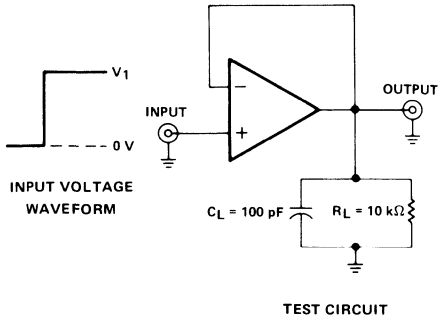 V1
0 V
INPUT VOLTAGE
WAVEFORM
INPUT
−
+
OUTPUT
CL = 100 pF
RL = 10 kΩ
TEST CIRCUIT